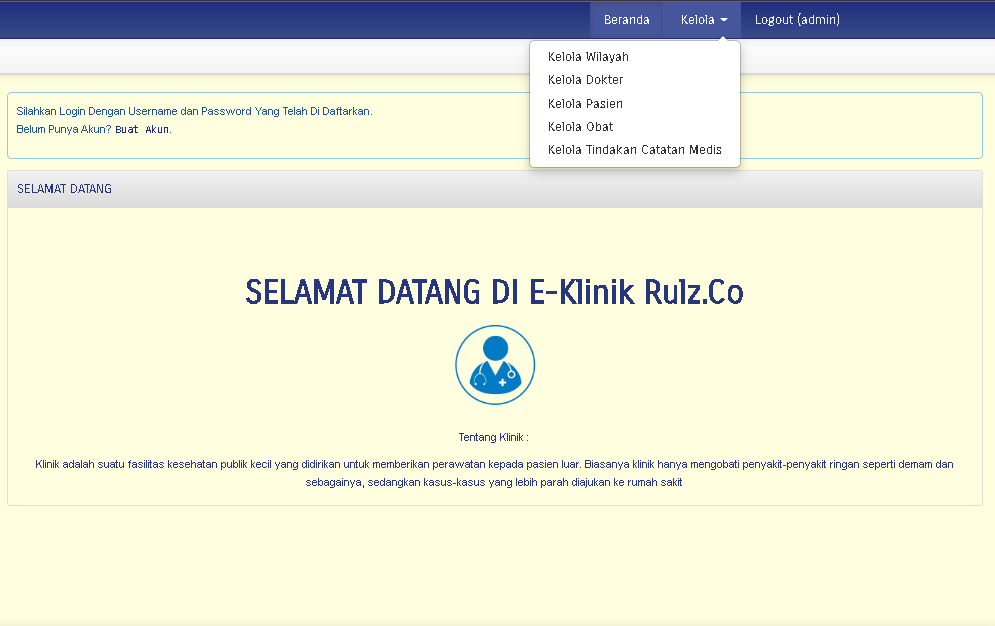 Beranda Kelola Logout (admin)
Kelola Wilayah
Kelola Dokter
Kelola Pasien
Kelola Obat
Kelola Tindakan Catatan Medis
Silahkan Login Dengan Username dan Password Yang Telah Di Daftarkan.
Belum Punya Akun? Buat Akun.
SELAMAT DATANG
SELAMAT DATANG DI E-Klinik Rulz.Co
Tentang Klinik :
Klinik adalah suatu fasilitas kesehatan publik kecil yang didirikan untuk memberikan perawatan kepada pasien luar. Biasanya klinik hanya mengobati penyakit-penyakit ringan seperti demam dan
sebagainya, sedangkan kasus-kasus yang lebih parah diajukan ke rumah sakit